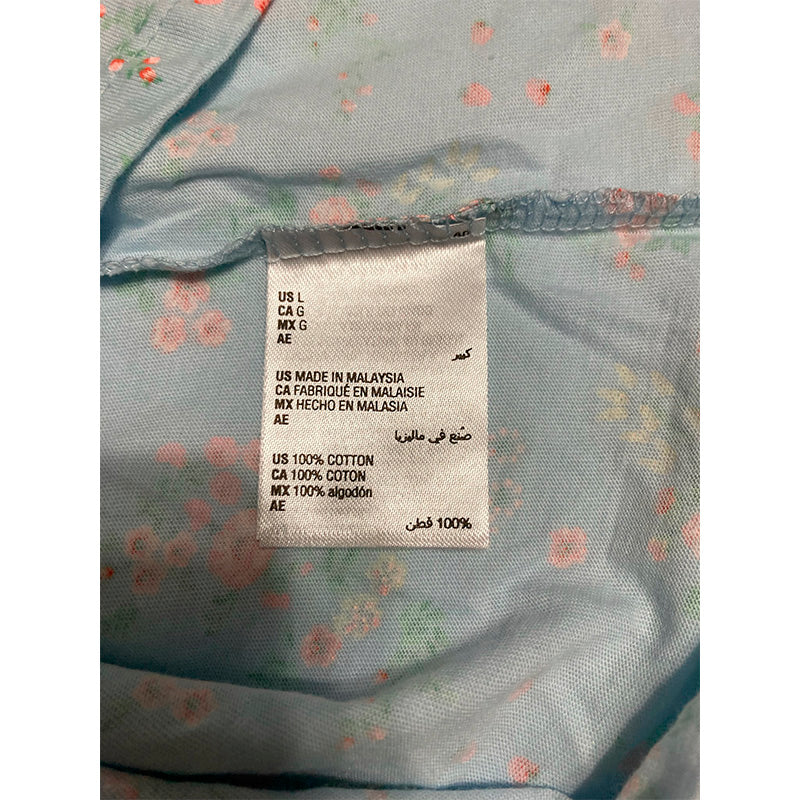 US L
CA G
MX G
AE
كبير
US MADE IN MALAYSIA
CA FABRIQUÉ EN MALAISIE
MX HECHO EN MALASIA
AE
صُنع في ماليزيا
US 100% COTTON
CA 100% COTON
MX 100% algodón
AE
100% قطن